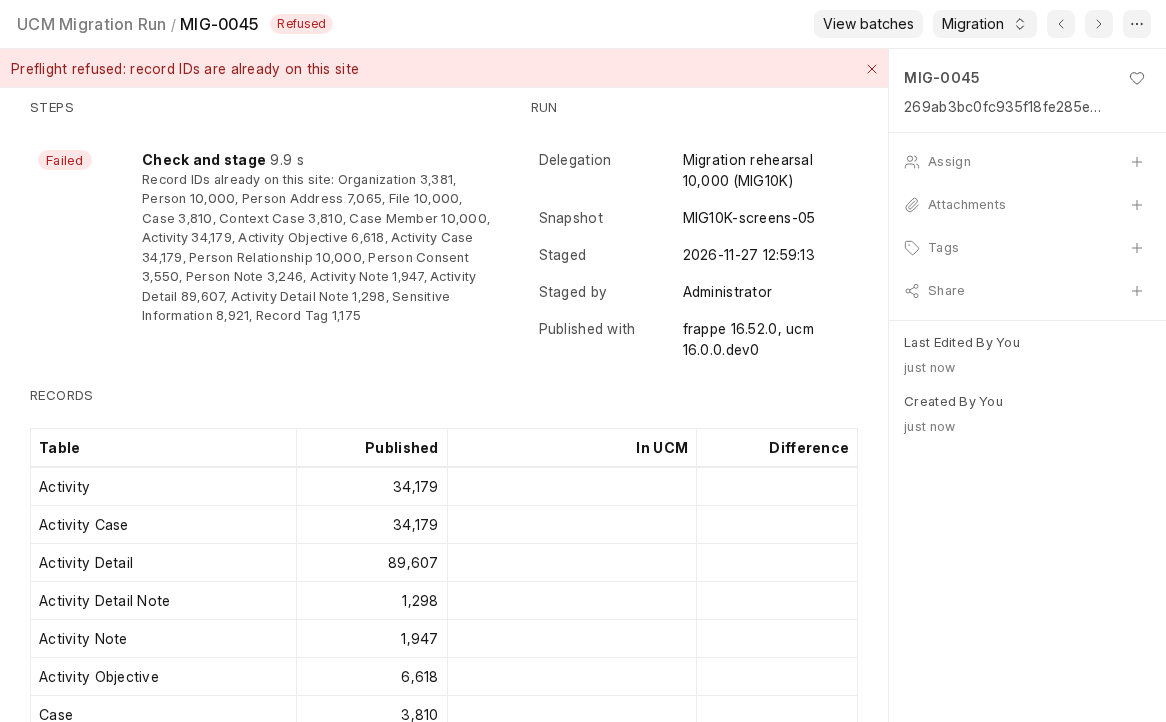 UCM Migration Run / MIG-0045 Refused
View batches
Migration
Preflight refused: record IDs are already on this site
STEPS
Failed
Check and stage 9.9 s
Record IDs already on this site: Organization 3,381,
Person 10,000, Person Address 7,065, File 10,000,
Case 3,810, Context Case 3,810, Case Member 10,000,
Activity 34,179, Activity Objective 6,618, Activity Case
34,179, Person Relationship 10,000, Person Consent
3,550, Person Note 3,246, Activity Note 1,947, Activity
Detail 89,607, Activity Detail Note 1,298, Sensitive
Information 8,921, Record Tag 1,175
RUN
Delegation Migration rehearsal
10,000 (MIG10K)
Snapshot MIG10K-screens-05
Staged 2026-11-27 12:59:13
Staged by Administrator
Published with frappe 16.52.0, ucm
16.0.0.dev0
RECORDS
Table Published In UCM Difference
Activity 34,179
Activity Case 34,179
Activity Detail 89,607
Activity Detail Note 1,298
Activity Note 1,947
Activity Objective 6,618
Case 3,810
MIG-0045
269ab3bc0fc935f18fe285e...
Assign
Attachments
Tags
Share
Last Edited By You
just now
Created By You
just now